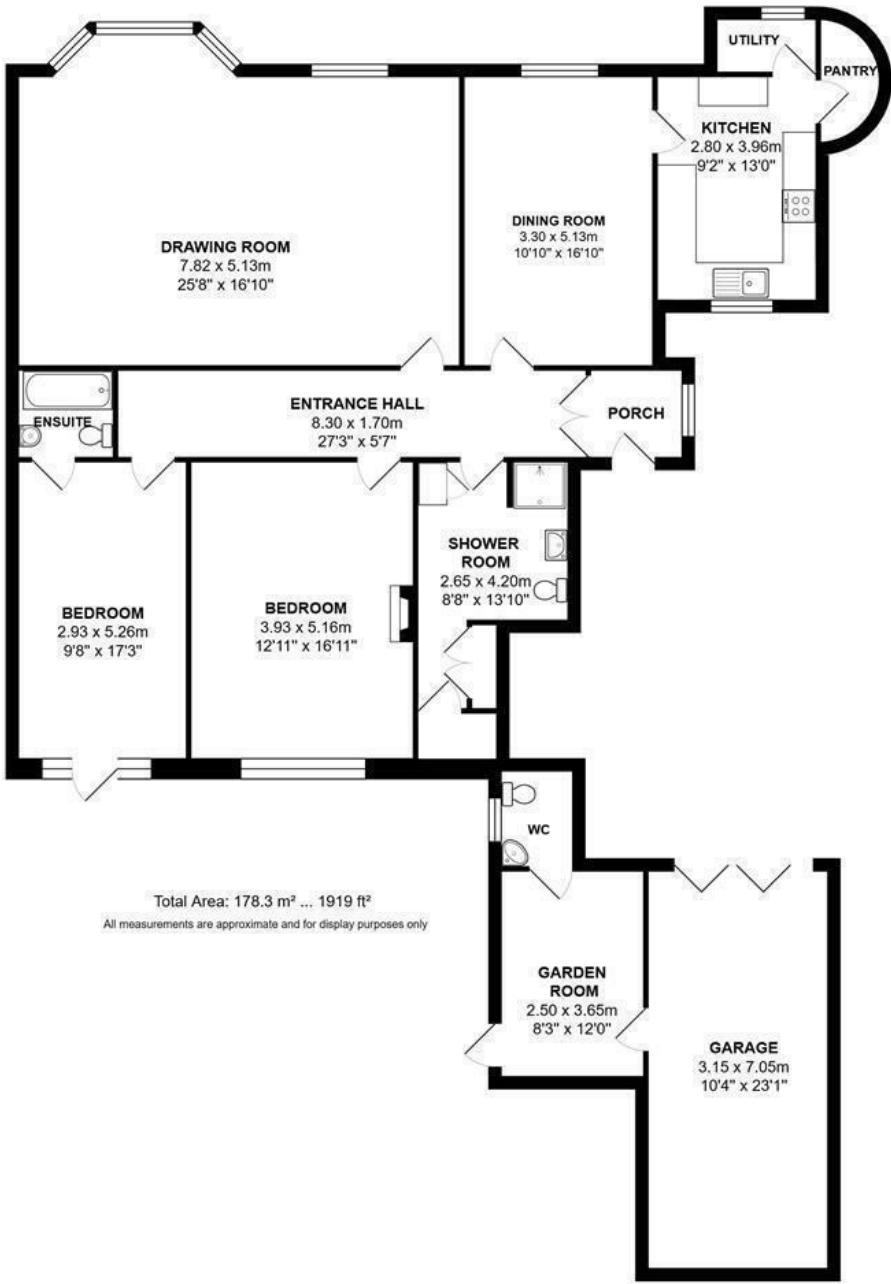 UTILITY
PANTRY
KITCHEN
2.80 x 3.96m
9'2" x 13'0"
DINING ROOM
3.30 x 5.13m
10'10" x 16'10"
DRAWING ROOM
7.82 x 5.13m
25'8" x 16'10"
ENSUITE
ENTRANCE HALL
8.30 x 1.70m
27'3" x 5'7"
PORCH
SHOWER
ROOM
2.65 x 4.20m
8'8" x 13'10"
BEDROOM
2.93 x 5.26m
9'8" x 17'3"
BEDROOM
3.93 x 5.16m
12'11" x 16'11"
WC
Total Area: 178.3 m² ... 1919 ft²
All measurements are approximate and for display purposes only
GARDEN
ROOM
2.50 x 3.65m
8'3" x 12'0"
GARAGE
3.15 x 7.05m
10'4" x 23'1"